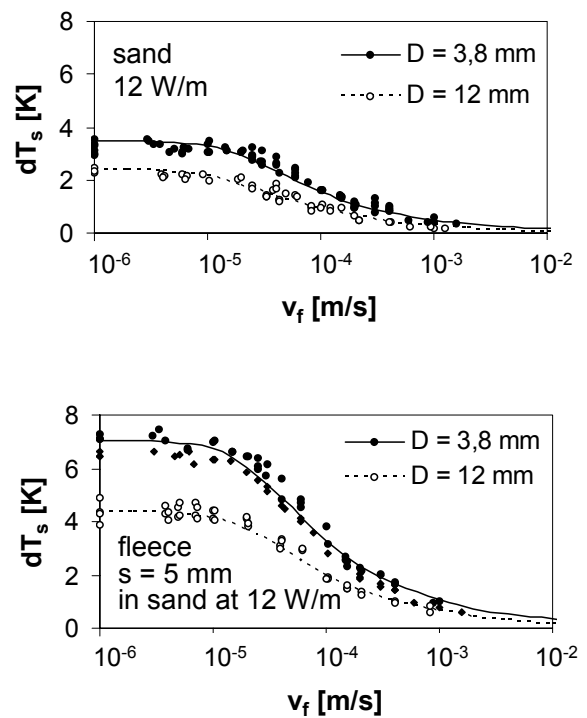 8
6
4
2
0
dT_s [K]
sand
12 W/m
D = 3,8 mm
D = 12 mm
10^-6 10^-5 10^-4 10^-3 10^-2
v_f [m/s]
8
6
4
2
0
dT_s [K]
D = 3,8 mm
D = 12 mm
fleece
s = 5 mm
in sand at 12 W/m
10^-6 10^-5 10^-4 10^-3 10^-2
v_f [m/s]